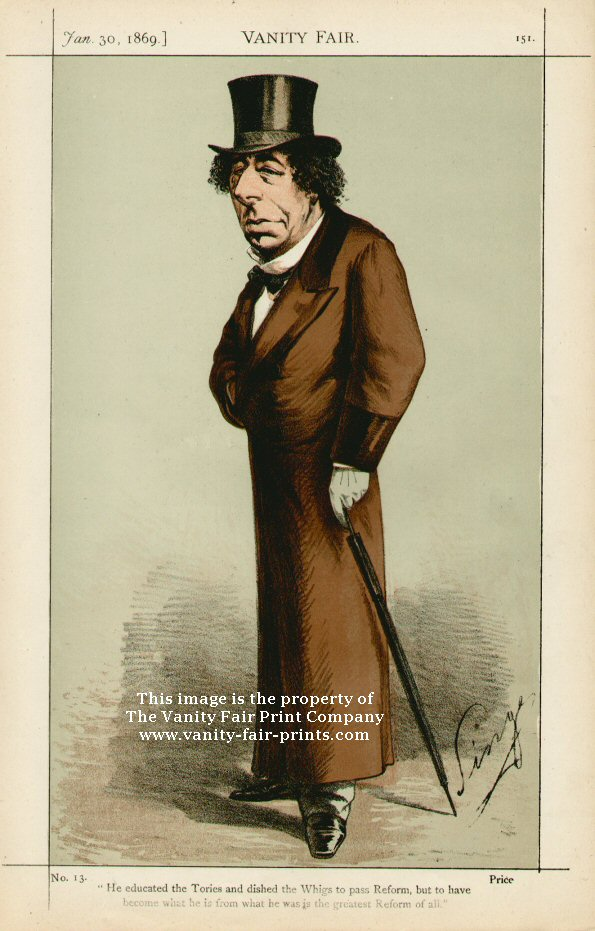 Jan. 30, 1869.] VANITY FAIR. 151.
This image is the property of
The Vanity Fair Print Company
www.vanity-fair-prints.com
Singe
No. 13. Price
"He educated the Tories and dished the Whigs to pass Reform, but to have
become what he is from what he was is the greatest Reform of all."